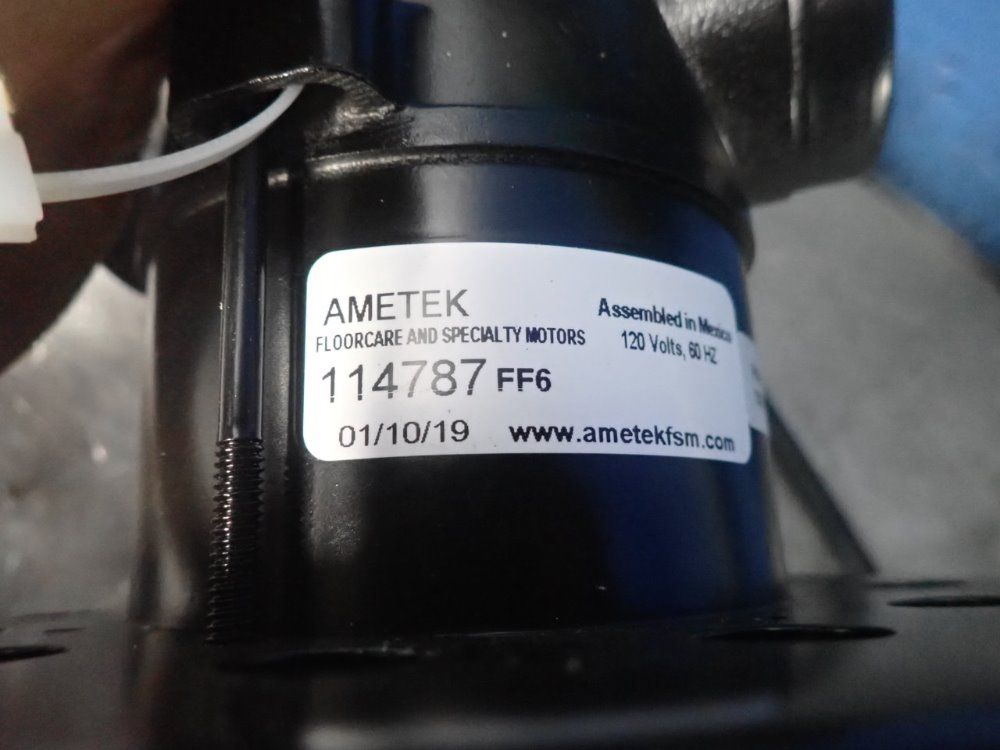 AMETEK
FLOORCARE AND SPECIALTY MOTORS
Assembled in Mexico
120 Volts, 60 HZ
114787 FF6
01/10/19 www.ametekfsm.com